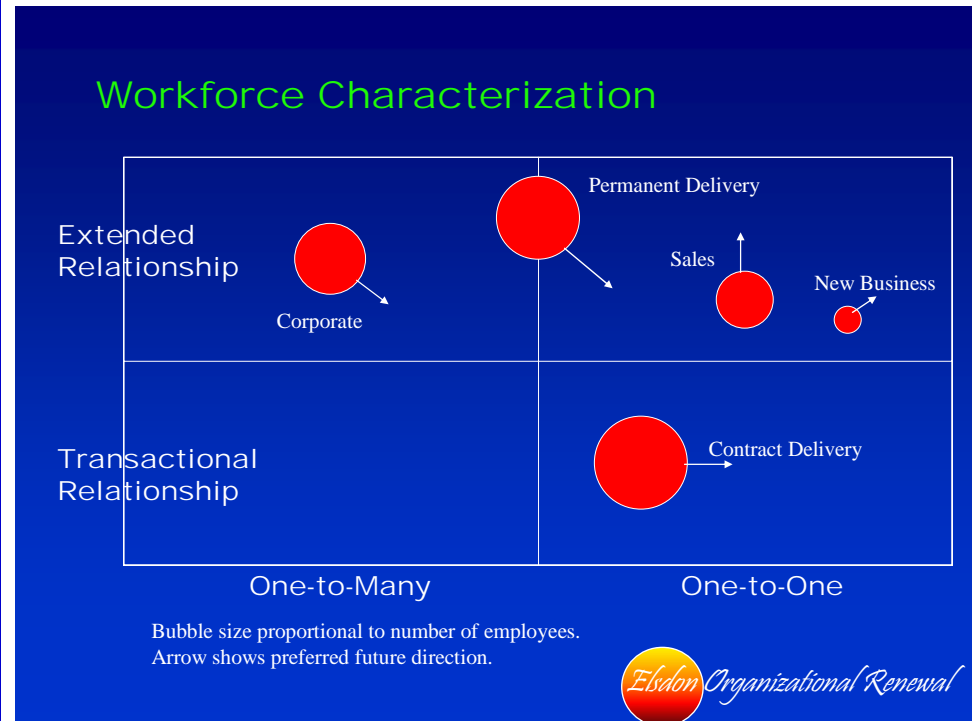 Workforce Characterization
Permanent Delivery
Extended
Relationship
Sales
New Business
Corporate
Transactional
Relationship
Contract Delivery
One-to-Many
One-to-One
Bubble size proportional to number of employees.
Arrow shows preferred future direction.
Elsdon Organizational Renewal